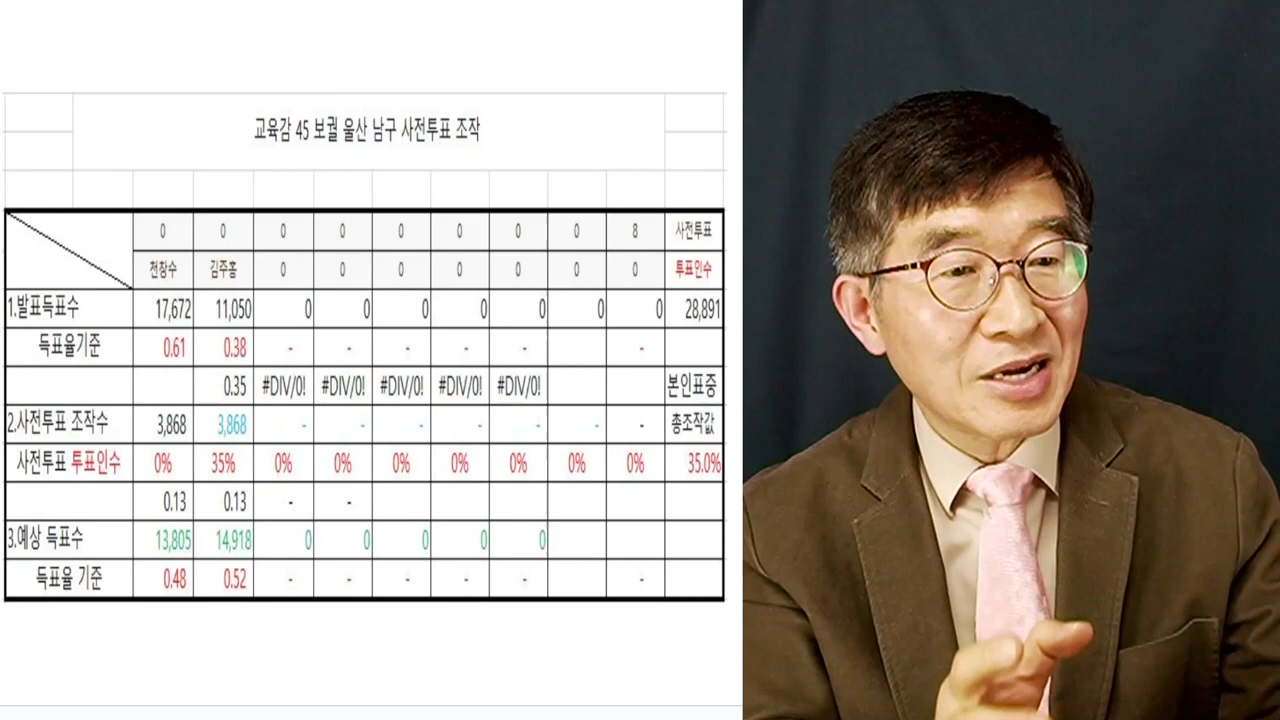 교육감 45 보궐 울산 남구 사전투표 조작
0 0 0 0 0 0 0 0 8 사전투표
천창수 김주홍 0 0 0 0 0 0 0 투표인수
1.발표득표수 17,672 11,050 0 0 0 0 0 0 0 28,891
득표율기준 0.61 0.38 - - - - - -
0.35 #DIV/0! #DIV/0! #DIV/0! #DIV/0! #DIV/0! 본인표중
2.사전투표 조작수 3,868 3,868 - - - - - - - 총조작값
사전투표 투표인수 0% 35% 0% 0% 0% 0% 0% 0% 0% 35.0%
0.13 0.13 - -
3.예상 득표수 13,805 14,918 0 0 0 0 0
득표율 기준 0.48 0.52 - - - - - -